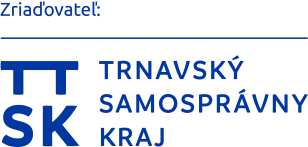 Zriaďovateľ:
TT
SK
TRNAVSKÝ
SAMOSPRÁVNY
KRAJ